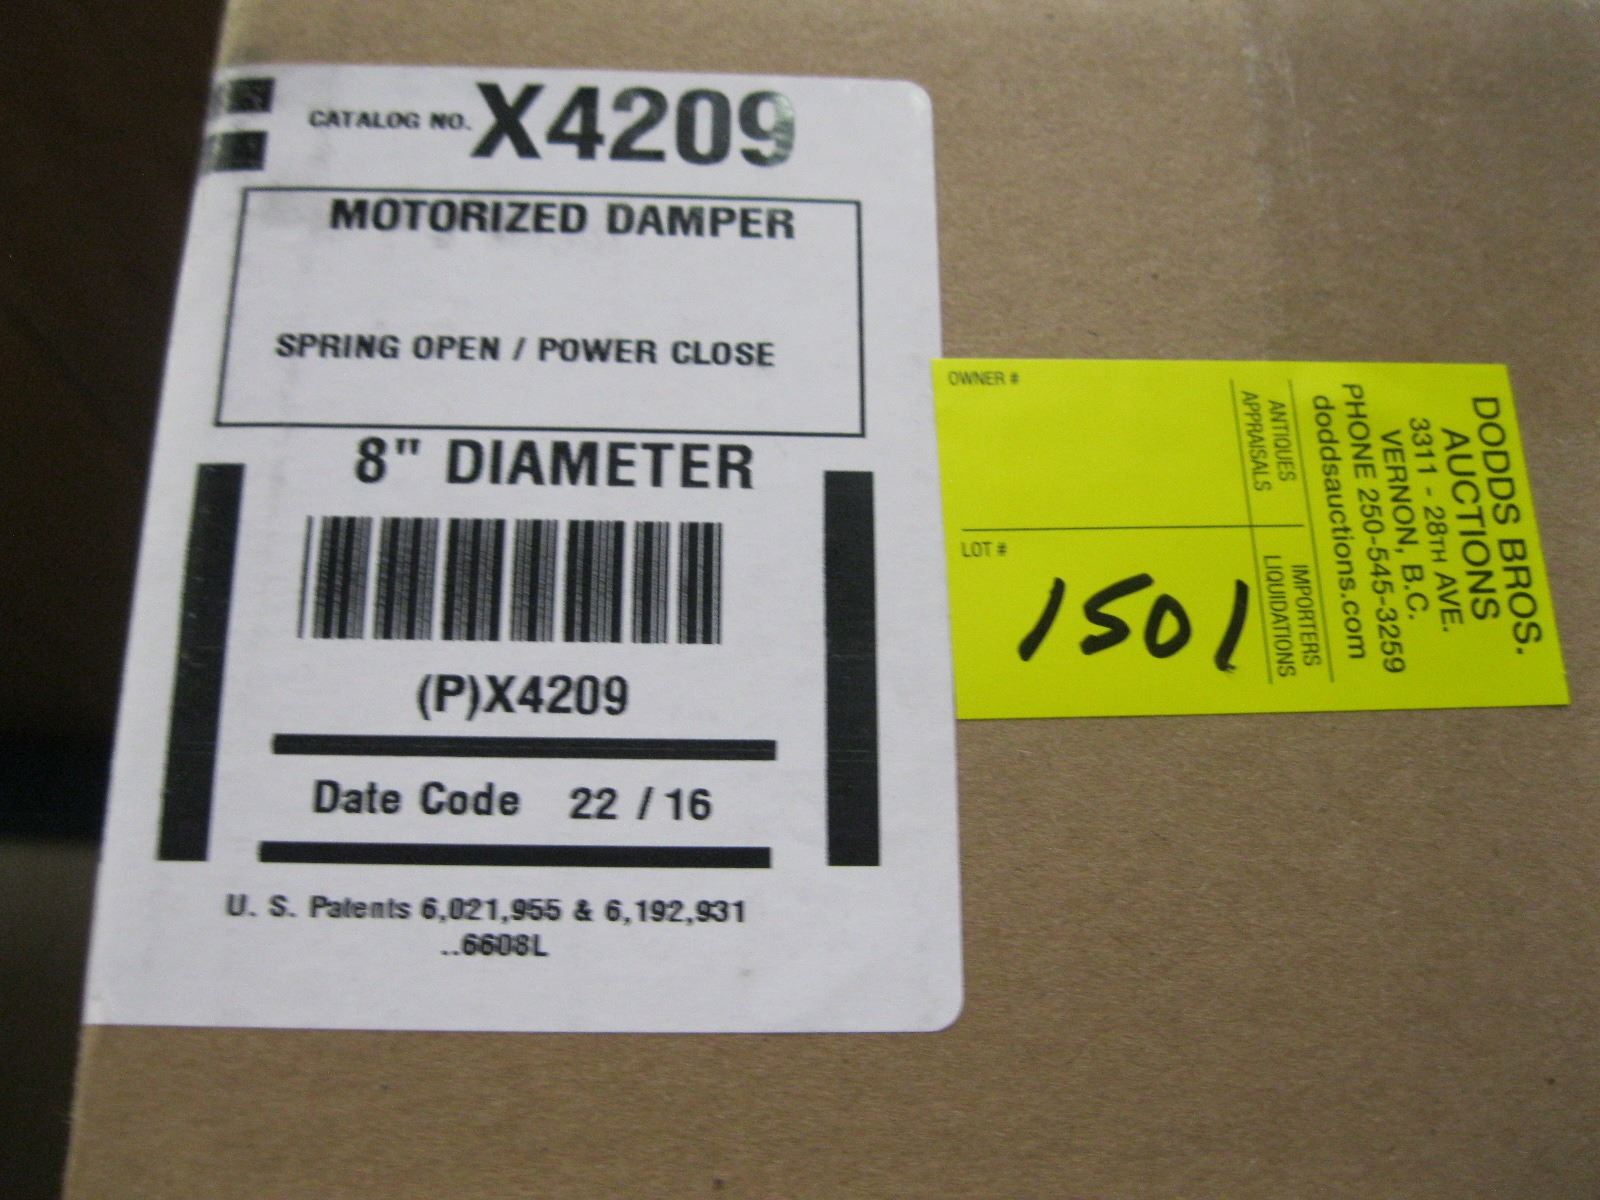 CATALOG NO. X4209
MOTORIZED DAMPER
SPRING OPEN / POWER CLOSE
8" DIAMETER
(P)X4209
Date Code 22 / 16
U. S. Patents 6,021,955 & 6,192,931
..6608L
OWNER #
LOT #
1501
DODDS BROS.
AUCTIONS
3311 - 28TH AVE.
VERNON, B.C.
PHONE 250-545-3259
doddsauctions.com
ANTIQUES
APPRAISALS
IMPORTERS
LIQUIDATIONS